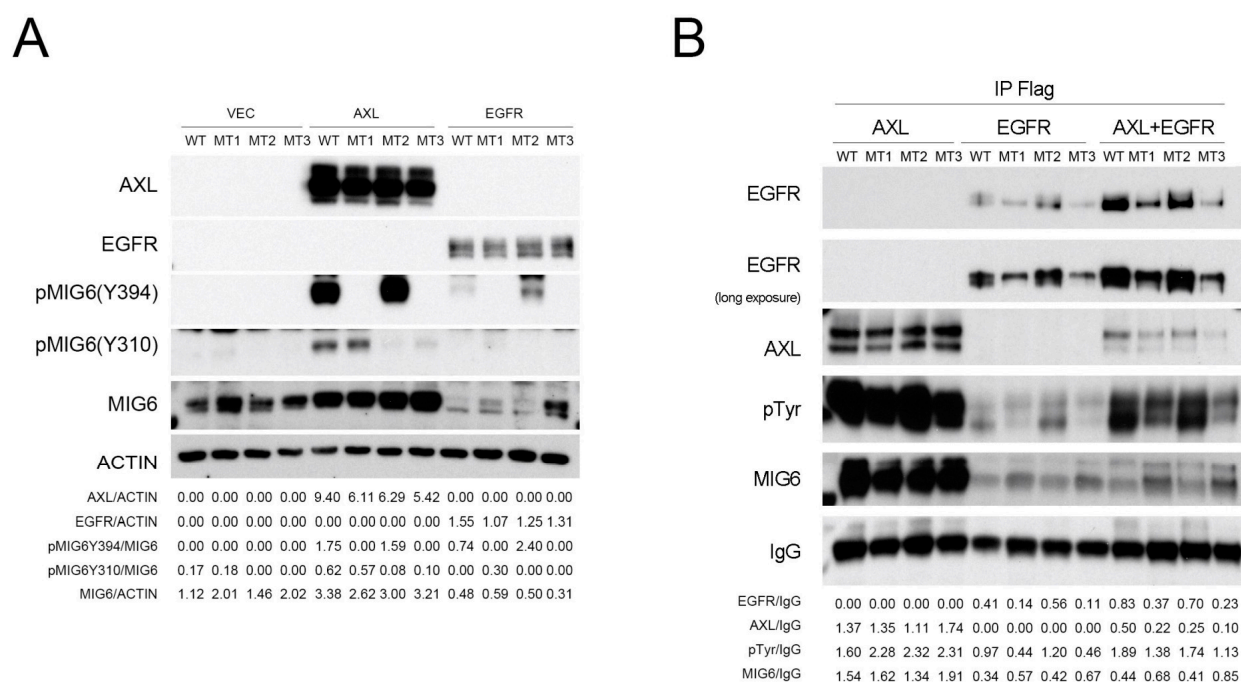 A
VEC AXL EGFR
WT MT1 MT2 MT3 WT MT1 MT2 MT3 WT MT1 MT2 MT3
AXL
EGFR
pMIG6(Y394)
pMIG6(Y310)
MIG6
ACTIN
AXL/ACTIN 0.00 0.00 0.00 0.00 9.40 6.11 6.29 5.42 0.00 0.00 0.00 0.00
EGFR/ACTIN 0.00 0.00 0.00 0.00 0.00 0.00 0.00 0.00 1.55 1.07 1.25 1.31
pMIG6Y394/MIG6 0.00 0.00 0.00 0.00 1.75 0.00 1.59 0.00 0.74 0.00 2.40 0.00
pMIG6Y310/MIG6 0.17 0.18 0.00 0.00 0.62 0.57 0.08 0.10 0.00 0.30 0.00 0.00
MIG6/ACTIN 1.12 2.01 1.46 2.02 3.38 2.62 3.00 3.21 0.48 0.59 0.50 0.31
B
IP Flag
AXL EGFR AXL+EGFR
WT MT1 MT2 MT3 WT MT1 MT2 MT3 WT MT1 MT2 MT3
EGFR
EGFR
(long exposure)
AXL
pTyr
MIG6
IgG
EGFR/IgG 0.00 0.00 0.00 0.00 0.41 0.14 0.56 0.11 0.83 0.37 0.70 0.23
AXL/IgG 1.37 1.35 1.11 1.74 0.00 0.00 0.00 0.00 0.50 0.22 0.25 0.10
pTyr/IgG 1.60 2.28 2.32 2.31 0.97 0.44 1.20 0.46 1.89 1.38 1.74 1.13
MIG6/IgG 1.54 1.62 1.34 1.91 0.34 0.57 0.42 0.67 0.44 0.68 0.41 0.85